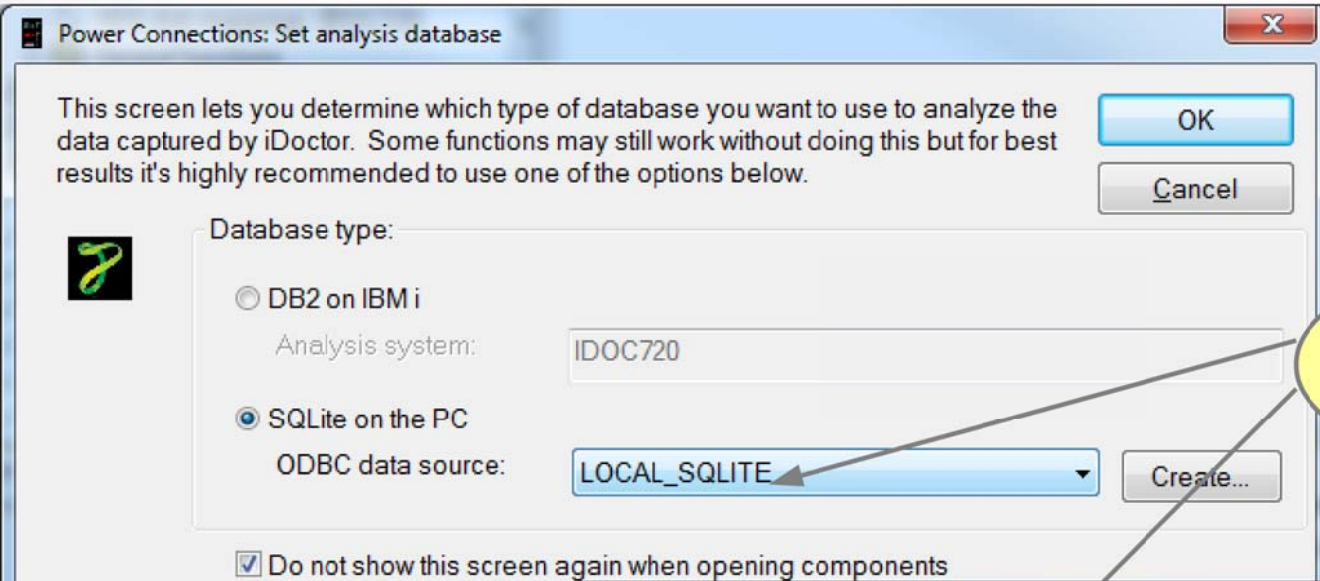 Power Connections: Set analysis database
This screen lets you determine which type of database you want to use to analyze the
data captured by iDoctor. Some functions may still work without doing this but for best
results it's highly recommended to use one of the options below.
OK
Cancel
Database type:
DB2 on IBM i
Analysis system:
IDOC720
SQLite on the PC
ODBC data source:
LOCAL_SQLITE
Create...
Do not show this screen again when opening components